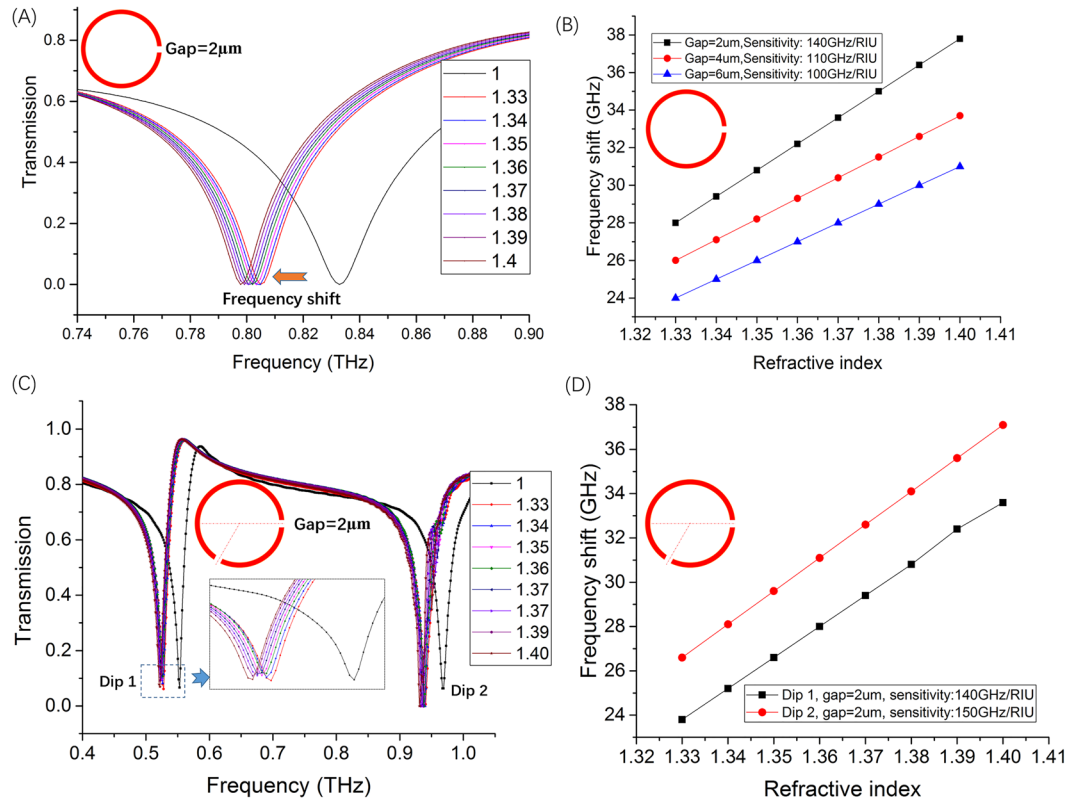 (A)
Gap=2μm
Transmission
0.8
0.6
0.4
0.2
0.0
1
1.33
1.34
1.35
1.36
1.37
1.38
1.39
1.4
Frequency shift
0.74 0.76 0.78 0.80 0.82 0.84 0.86 0.88 0.90
Frequency (THz)
(B)
Gap=2um,Sensitivity: 140GHz/RIU
Gap=4um,Sensitivity: 110GHz/RIU
Gap=6um,Sensitivity: 100GHz/RIU
Frequency shift (GHz)
38
36
34
32
30
28
26
24
1.32 1.33 1.34 1.35 1.36 1.37 1.38 1.39 1.40 1.41
Refractive index
(C)
Transmission
1.0
0.8
0.6
0.4
0.2
0.0
Gap=2μm
1
1.33
1.34
1.35
1.36
1.37
1.37
1.39
1.40
Dip 1
Dip 2
0.4 0.5 0.6 0.7 0.8 0.9 1.0
Frequency (THz)
(D)
Frequency shift (GHz)
38
36
34
32
30
28
26
24
Dip 1, gap=2um, sensitivity:140GHz/RIU
Dip 2, gap=2um, sensitivity:150GHz/RIU
1.32 1.33 1.34 1.35 1.36 1.37 1.38 1.39 1.40 1.41
Refractive index